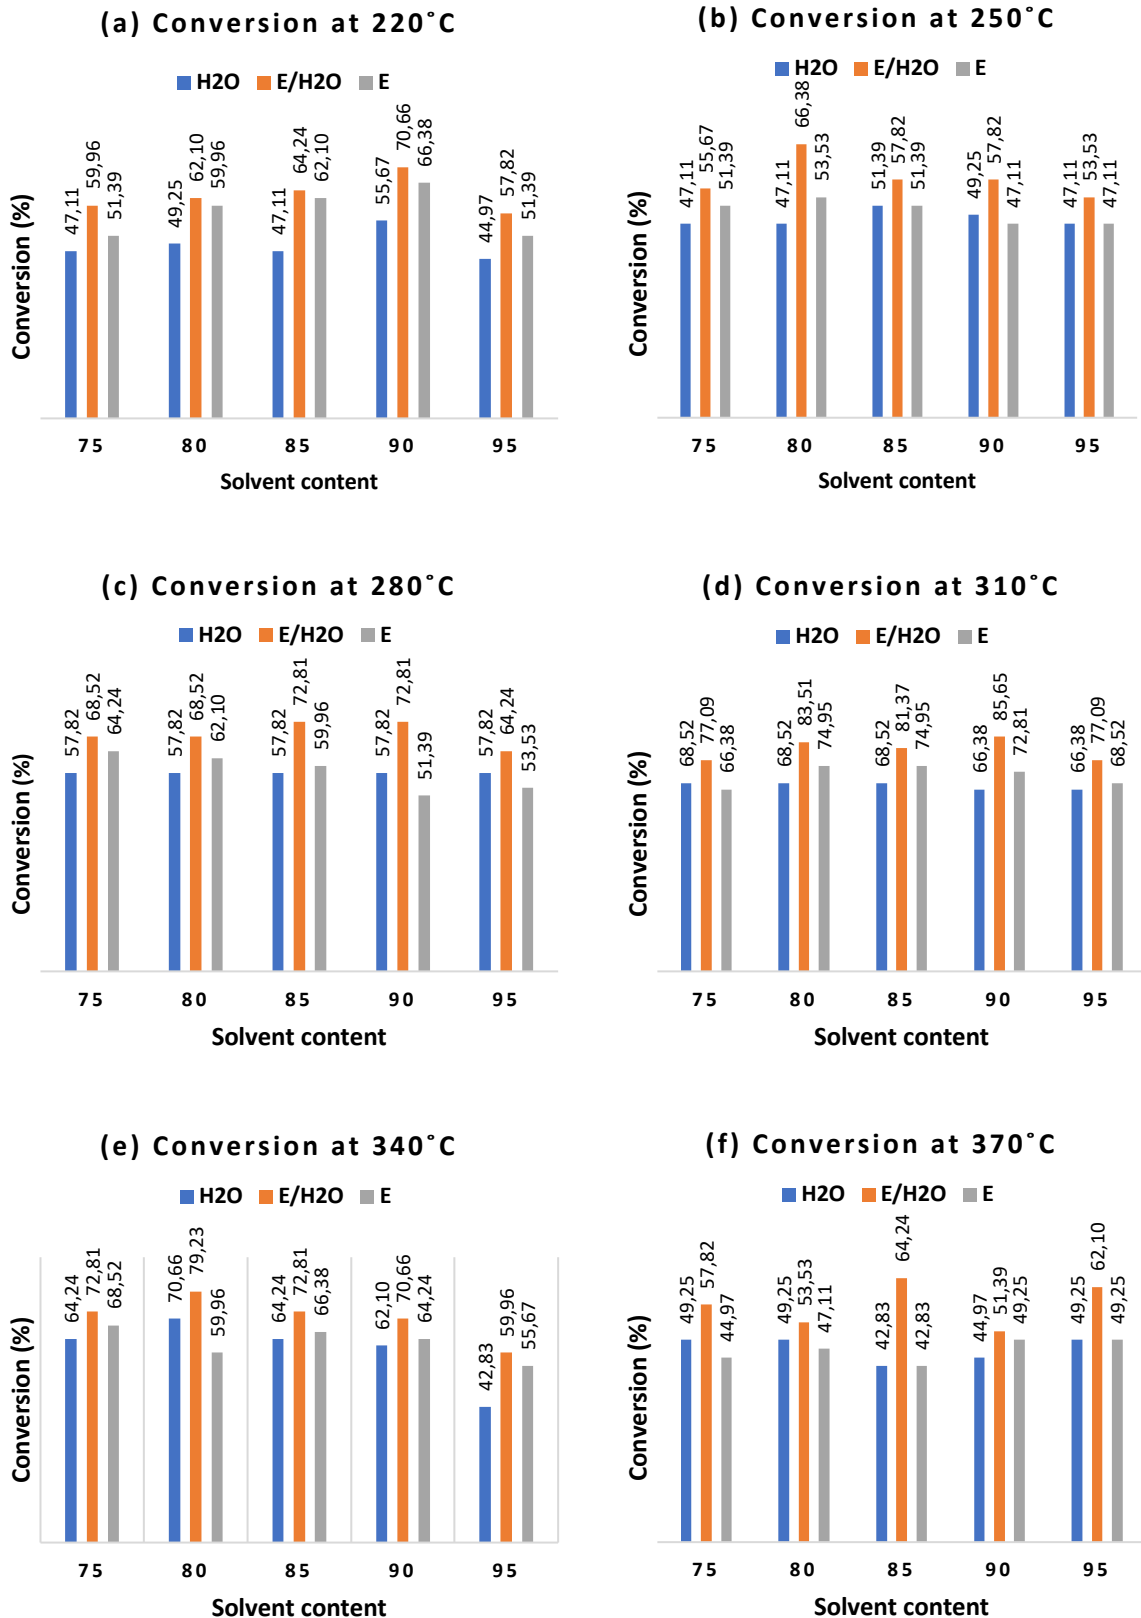 (a) Conversion at 220°C
H2O E/H2O E
47,11 59,96 51,39 49,25 62,10 59,96 47,11 64,24 62,10 55,67 70,66 66,38 44,97 57,82 51,39
Conversion (%)
75 80 85 90 95
Solvent content
(b) Conversion at 250°C
H2O E/H2O E
47,11 55,67 51,39 47,11 66,38 53,53 51,39 57,82 51,39 49,25 57,82 47,11 47,11 53,53 47,11
Conversion (%)
75 80 85 90 95
Solvent content
(c) Conversion at 280°C
H2O E/H2O E
57,82 68,52 64,24 57,82 68,52 62,10 57,82 72,81 59,96 57,82 72,81 51,39 57,82 64,24 53,53
Conversion (%)
75 80 85 90 95
Solvent content
(d) Conversion at 310°C
H2O E/H2O E
68,52 77,09 66,38 68,52 83,51 74,95 68,52 81,37 74,95 66,38 85,65 72,81 66,38 77,09 68,52
Conversion (%)
75 80 85 90 95
Solvent content
(e) Conversion at 340°C
H2O E/H2O E
64,24 72,81 68,52 70,66 79,23 59,96 64,24 72,81 66,38 62,10 70,66 64,24 42,83 59,96 55,67
Conversion (%)
75 80 85 90 95
Solvent content
(f) Conversion at 370°C
H2O E/H2O E
49,25 57,82 44,97 49,25 53,53 47,11 42,83 64,24 42,83 44,97 51,39 49,25 49,25 62,10 49,25
Conversion (%)
75 80 85 90 95
Solvent content